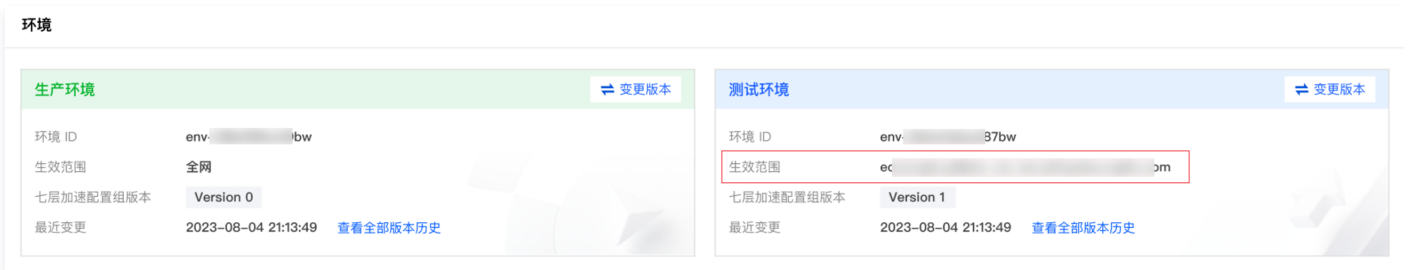 环境
生产环境
变更版本
环境 ID
env- bw
生效范围
全网
七层加速配置组版本
Version 0
最近变更
2023-08-04 21:13:49
查看全部版本历史
测试环境
变更版本
环境 ID
env- 87bw
生效范围
om
七层加速配置组版本
Version 1
最近变更
2023-08-04 21:13:49
查看全部版本历史